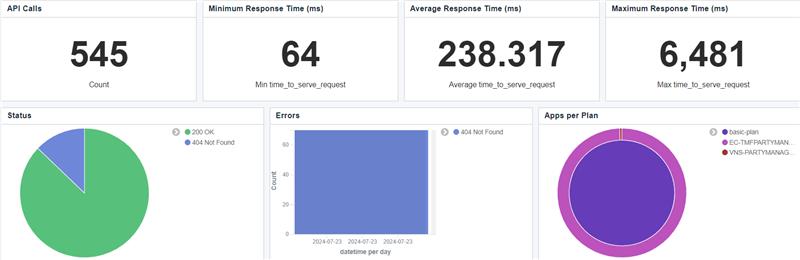 API Calls
Minimum Response Time (ms)
Average Response Time (ms)
Maximum Response Time (ms)
545
64
238.317
6,481
Count
Min time_to_serve_request
Average time_to_serve_request
Max time_to_serve_request
Status
200 OK
404 Not Found
Errors
404 Not Found
60
40
20
0
Count
2024-07-23 2024-07-23 2024-07-23
datetime per day
Apps per Plan
basic-plan
EC-TMFPARTYMAN...
VNS-PARTYMANAG...